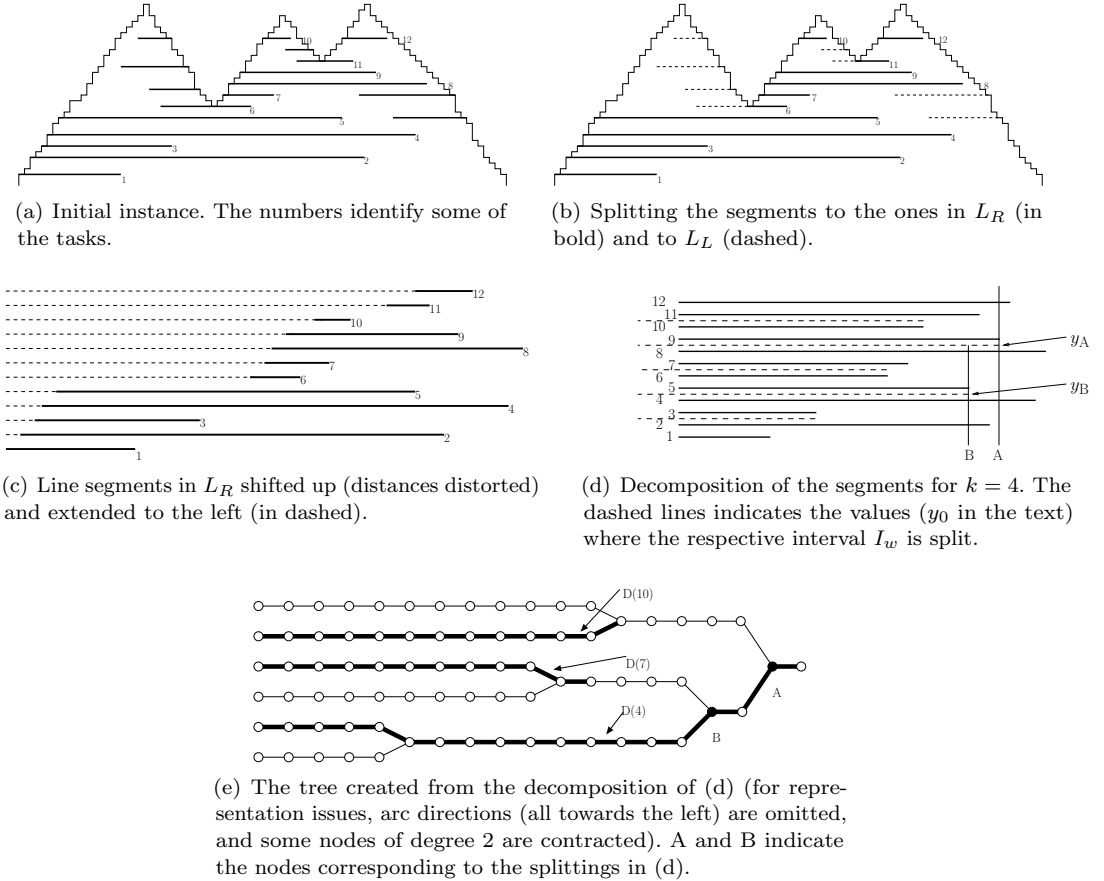 10
12
11
9
8
7
6
5
4
3
2
1
10
12
11
9
8
7
6
5
4
3
2
1
(a) Initial instance. The numbers identify some of
the tasks.
(b) Splitting the segments to the ones in L_R (in
bold) and to L_L (dashed).
12
11
10
9
8
7
6
5
4
3
2
1
12
11
10
9
8
7
6
5
4
3
2
1
y_A
y_B
B A
(c) Line segments in L_R shifted up (distances distorted)
and extended to the left (in dashed).
(d) Decomposition of the segments for k = 4. The
dashed lines indicates the values (y_0 in the text)
where the respective interval I_w is split.
D(10)
D(7)
A
D(4)
B
(e) The tree created from the decomposition of (d) (for repre-
sentation issues, arc directions (all towards the left) are omitted,
and some nodes of degree 2 are contracted). A and B indicate
the nodes corresponding to the splittings in (d).